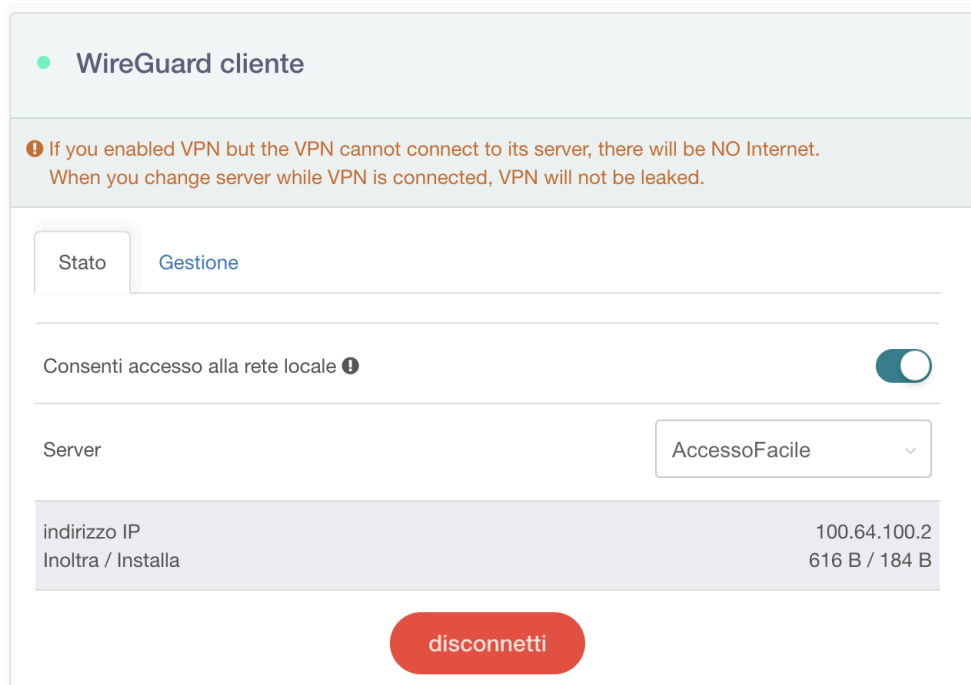 WireGuard cliente
If you enabled VPN but the VPN cannot connect to its server, there will be NO Internet.
When you change server while VPN is connected, VPN will not be leaked.
Stato
Gestione
Consenti accesso alla rete locale
Server
AccessoFacile
indirizzo IP
100.64.100.2
Inoltra / Installa
616 B / 184 B
disconnetti